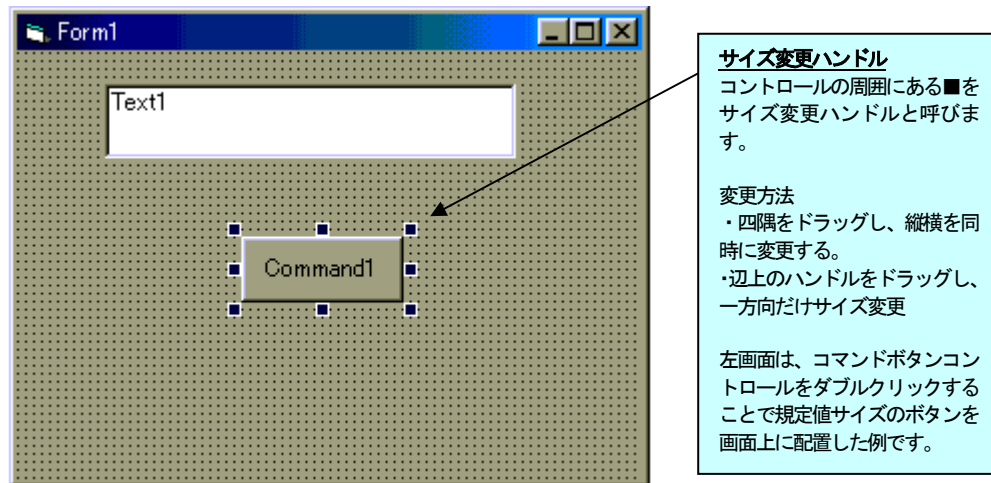 Form1
Text1
Command1
サイズ変更ハンドル
コントロールの周囲にある■を
サイズ変更ハンドルと呼びま
す。
変更方法
・四隅をドラッグし、縦横を同
時に変更する。
・辺上のハンドルをドラッグし、
一方向だけサイズ変更
左画面は、コマンドボタンコン
トロールをダブルクリックする
ことで規定値サイズのボタンを
画面上に配置した例です。